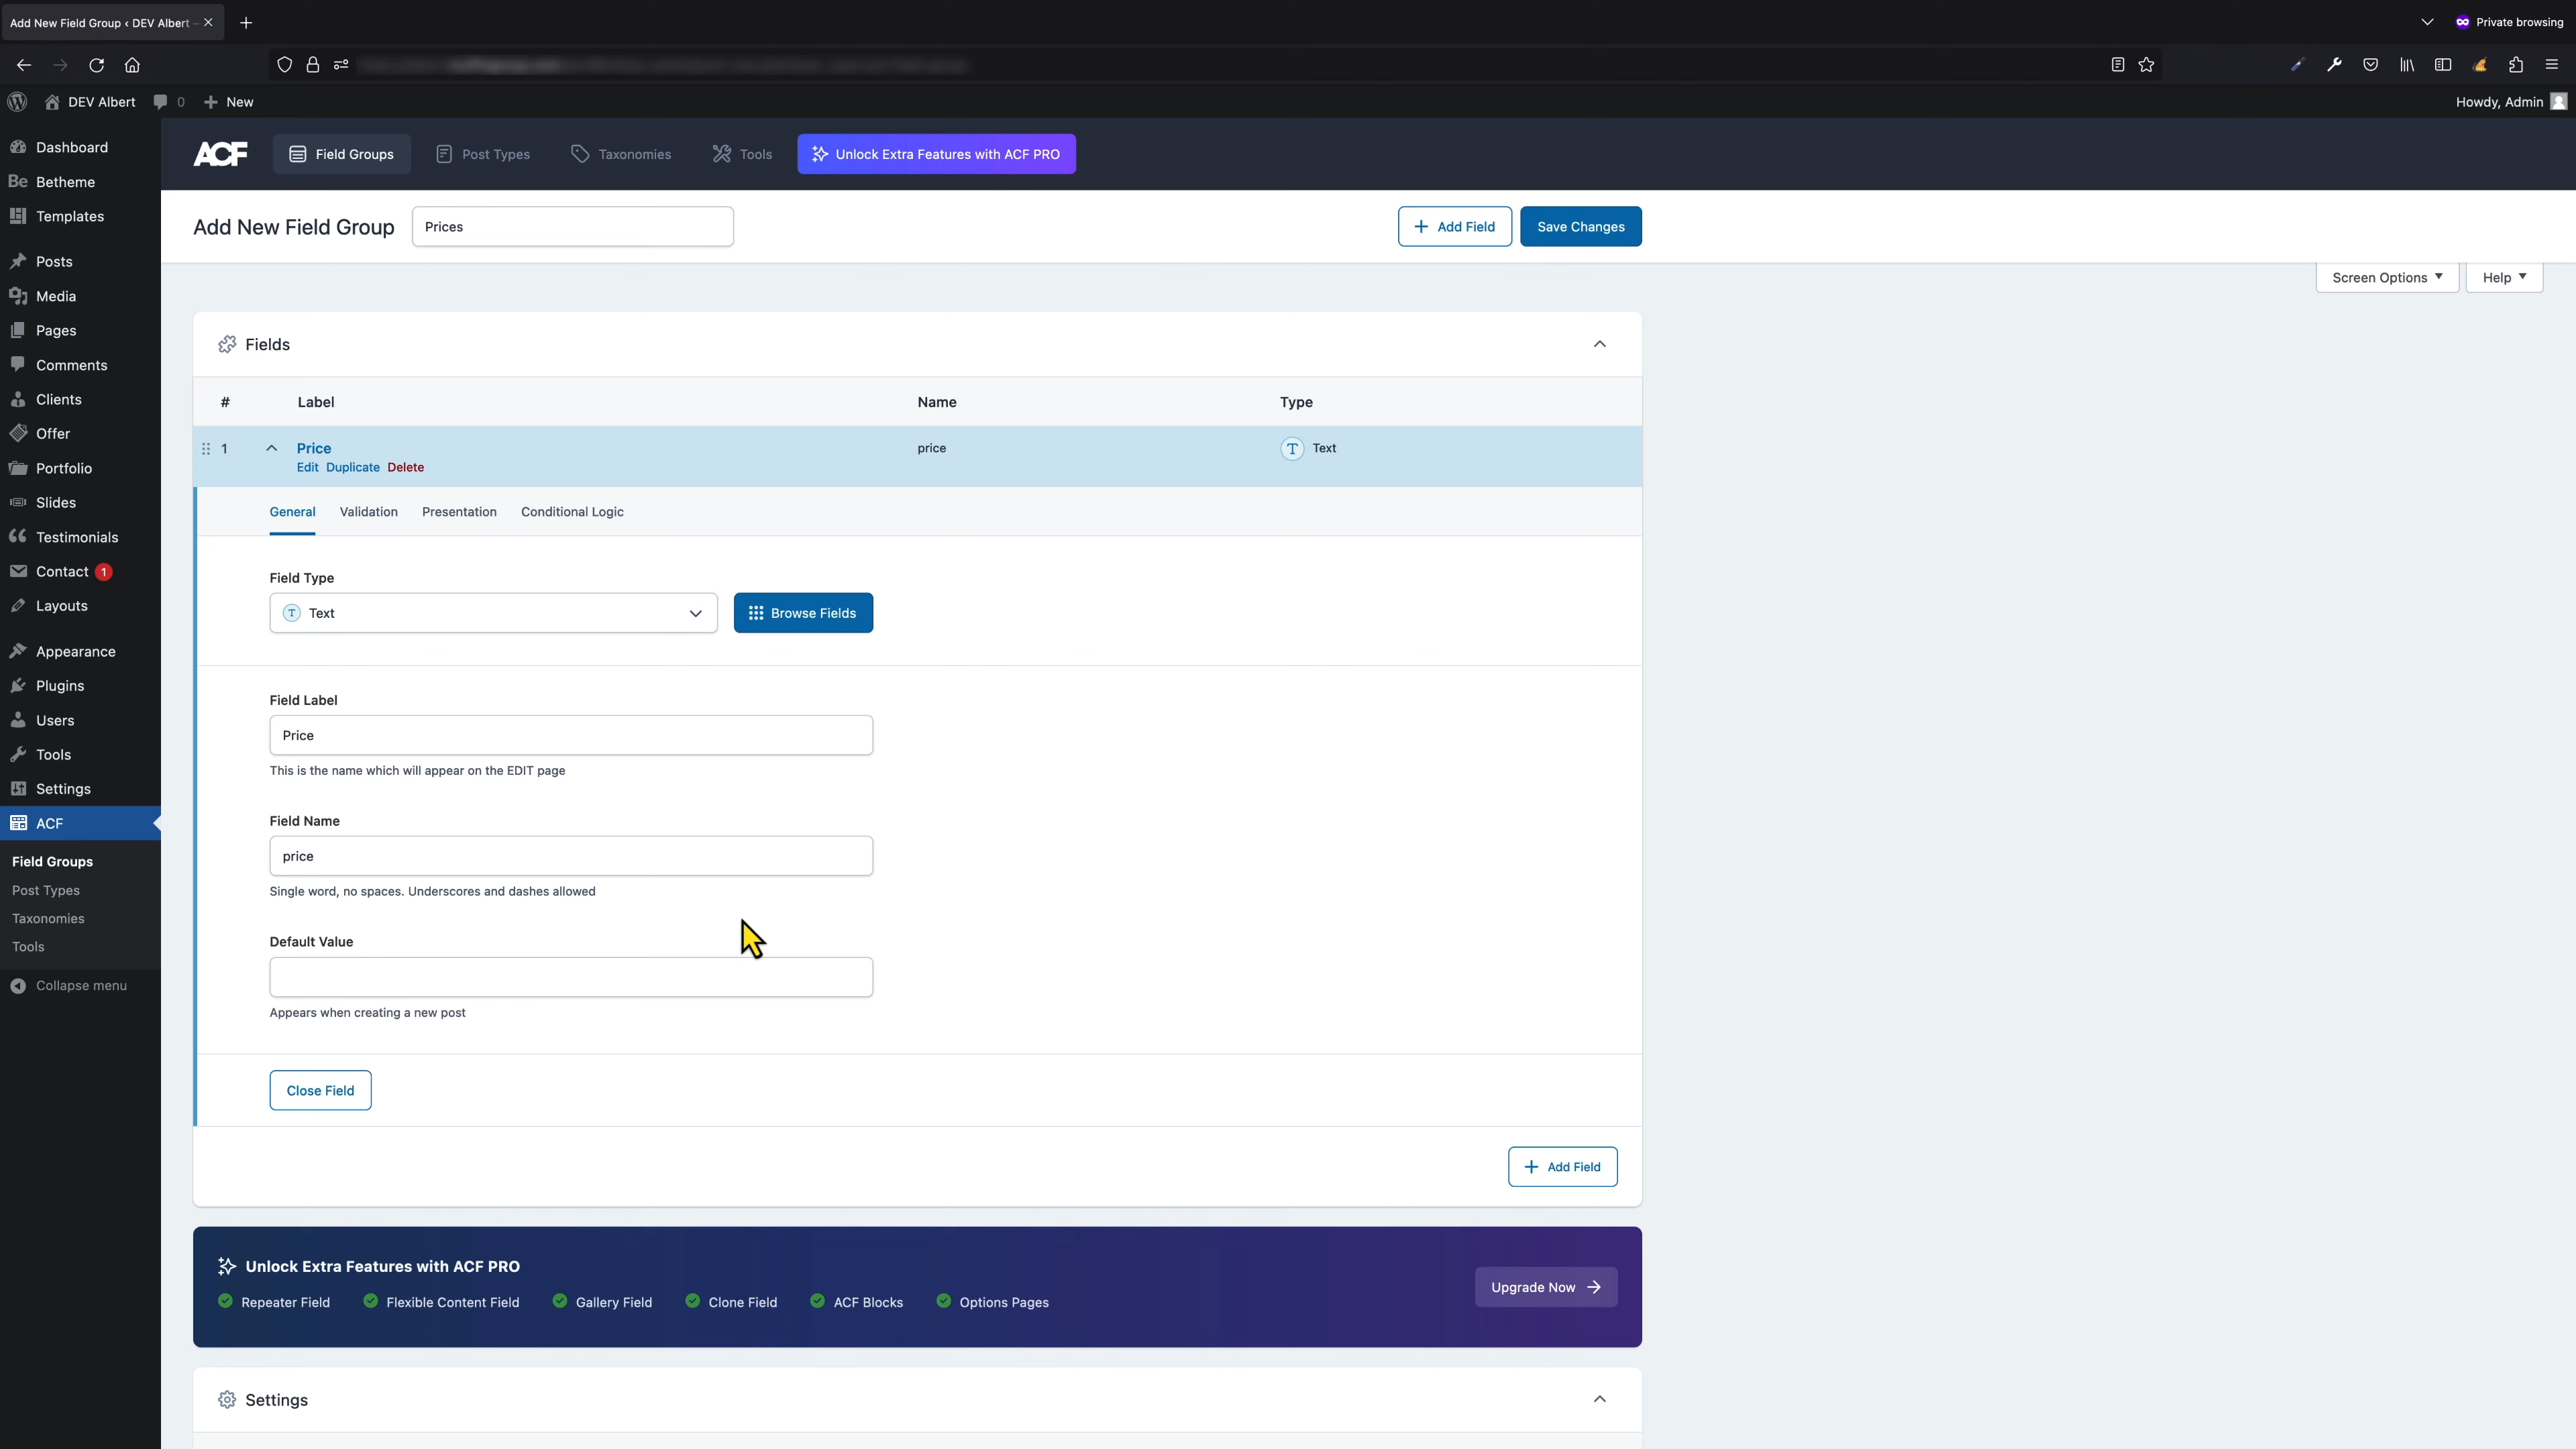 Add New Field Group ‹ DEV Albert
Private browsing
DEV Albert
0
New
Howdy, Admin
Dashboard
Be Betheme
Templates
Posts
Media
Pages
Comments
Clients
Offer
Portfolio
Slides
Testimonials
Contact 1
Layouts
Appearance
Plugins
Users
Tools
Settings
ACF
Field Groups
Post Types
Taxonomies
Tools
Collapse menu
ACF
Field Groups
Post Types
Taxonomies
Tools
Unlock Extra Features with ACF PRO
Add New Field Group
Prices
Add Field
Save Changes
Screen Options
Help
Fields
# Label Name Type
1 Price price T Text
Edit Duplicate Delete
General Validation Presentation Conditional Logic
Field Type
T Text
Browse Fields
Field Label
Price
This is the name which will appear on the EDIT page
Field Name
price
Single word, no spaces. Underscores and dashes allowed
Default Value
Appears when creating a new post
Close Field
Add Field
Unlock Extra Features with ACF PRO
Repeater Field Flexible Content Field Gallery Field Clone Field ACF Blocks Options Pages
Upgrade Now
Settings